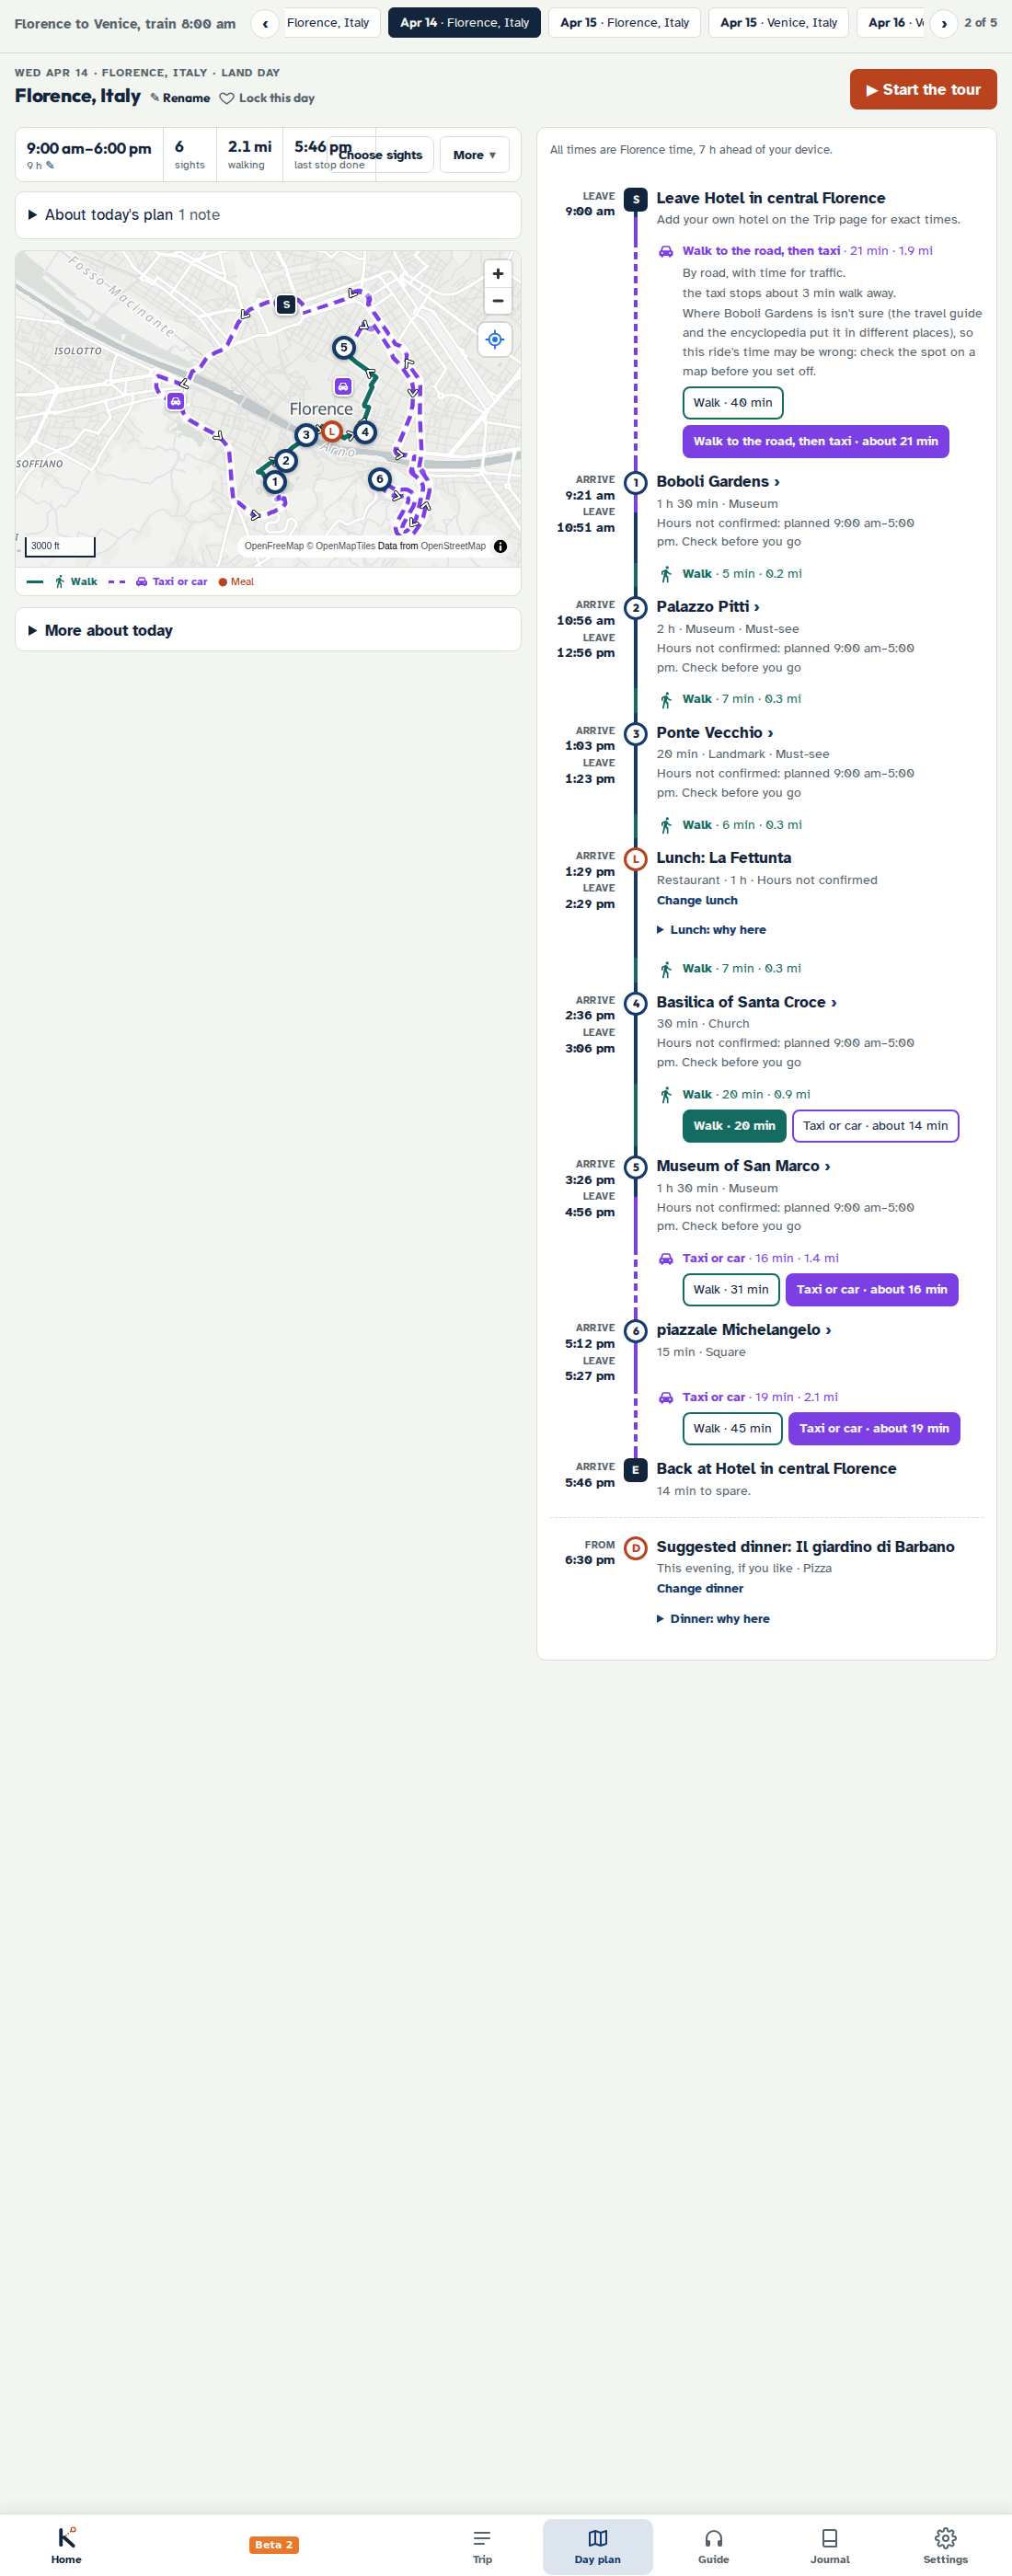 Florence to Venice, train 8:00 am
‹
Florence, Italy
Apr 14 · Florence, Italy
Apr 15 · Florence, Italy
Apr 15 · Venice, Italy
Apr 16 ·
›
2 of 5
WED APR 14 · FLORENCE, ITALY · LAND DAY
Florence, Italy ✎ Rename ♡ Lock this day
▶ Start the tour
9:00 am–6:00 pm
9 h ✎
6
sights
2.1 mi
walking
5:46 pm
last stop done
Choose sights
More ▾
▶ About today's plan 1 note
Fosso-Macinante
ISOLOTTO
SOFFIANO
Florence
Arno
S
5
3
L
4
2
1
6
+
−
3000 ft
OpenFreeMap © OpenMapTiles Data from OpenStreetMap
Walk
Taxi or car
Meal
▶ More about today
All times are Florence time, 7 h ahead of your device.
LEAVE
9:00 am
S
Leave Hotel in central Florence
Add your own hotel on the Trip page for exact times.
Walk to the road, then taxi · 21 min · 1.9 mi
By road, with time for traffic.
the taxi stops about 3 min walk away.
Where Boboli Gardens is isn't sure (the travel guide
and the encyclopedia put it in different places), so
this ride's time may be wrong: check the spot on a
map before you set off.
Walk · 40 min
Walk to the road, then taxi · about 21 min
ARRIVE
9:21 am
LEAVE
10:51 am
1
Boboli Gardens ›
1 h 30 min · Museum
Hours not confirmed: planned 9:00 am–5:00
pm. Check before you go
Walk · 5 min · 0.2 mi
ARRIVE
10:56 am
LEAVE
12:56 pm
2
Palazzo Pitti ›
2 h · Museum · Must-see
Hours not confirmed: planned 9:00 am–5:00
pm. Check before you go
Walk · 7 min · 0.3 mi
ARRIVE
1:03 pm
LEAVE
1:23 pm
3
Ponte Vecchio ›
20 min · Landmark · Must-see
Hours not confirmed: planned 9:00 am–5:00
pm. Check before you go
Walk · 6 min · 0.3 mi
ARRIVE
1:29 pm
LEAVE
2:29 pm
L
Lunch: La Fettunta
Restaurant · 1 h · Hours not confirmed
Change lunch
▶ Lunch: why here
Walk · 7 min · 0.3 mi
ARRIVE
2:36 pm
LEAVE
3:06 pm
4
Basilica of Santa Croce ›
30 min · Church
Hours not confirmed: planned 9:00 am–5:00
pm. Check before you go
Walk · 20 min · 0.9 mi
Walk · 20 min
Taxi or car · about 14 min
ARRIVE
3:26 pm
LEAVE
4:56 pm
5
Museum of San Marco ›
1 h 30 min · Museum
Hours not confirmed: planned 9:00 am–5:00
pm. Check before you go
Taxi or car · 16 min · 1.4 mi
Walk · 31 min
Taxi or car · about 16 min
ARRIVE
5:12 pm
LEAVE
5:27 pm
6
piazzale Michelangelo ›
15 min · Square
Taxi or car · 19 min · 2.1 mi
Walk · 45 min
Taxi or car · about 19 min
ARRIVE
5:46 pm
E
Back at Hotel in central Florence
14 min to spare.
FROM
6:30 pm
D
Suggested dinner: Il giardino di Barbano
This evening, if you like · Pizza
Change dinner
▶ Dinner: why here
Home
Beta 2
Trip
Day plan
Guide
Journal
Settings